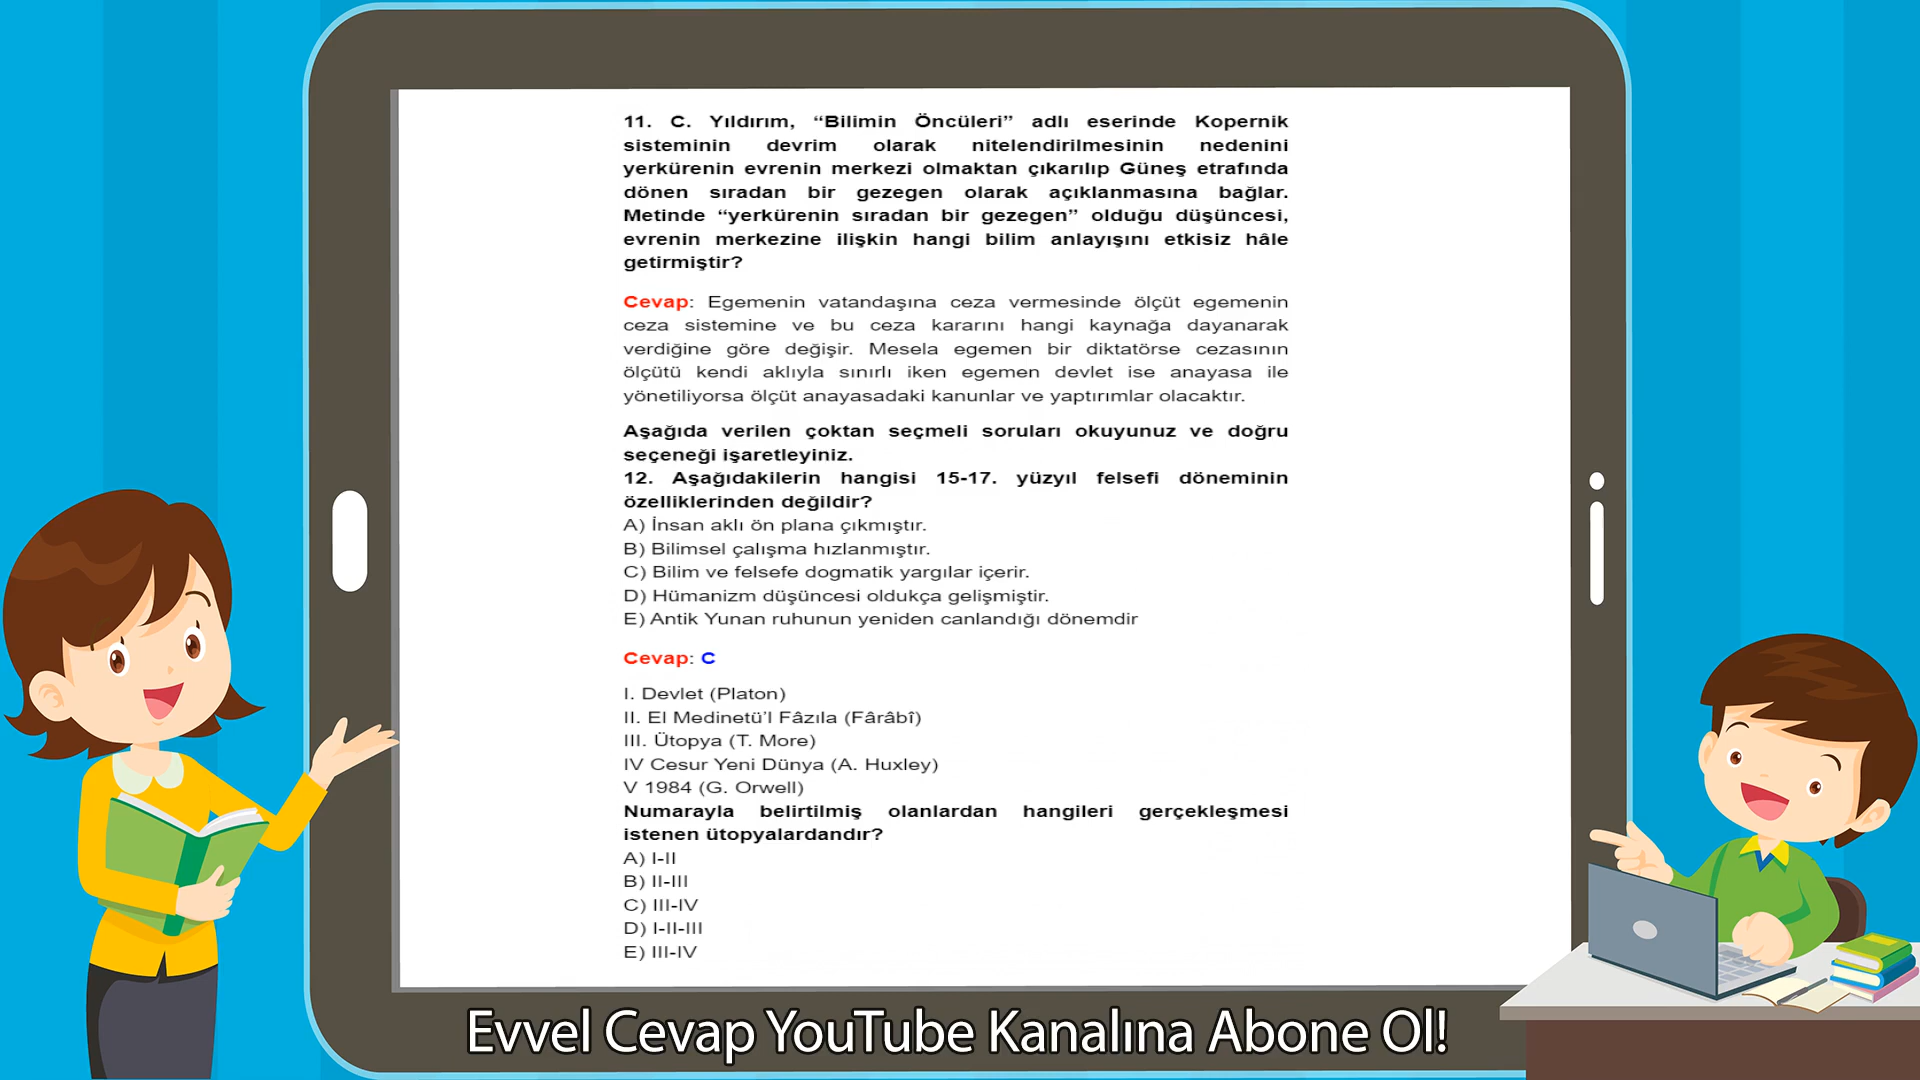 11. C. Yıldırım, “Bilimin Öncüleri” adlı eserinde Kopernik
sisteminin devrim olarak nitelendirilmesinin nedenini
yerkürenin evrenin merkezi olmaktan çıkarılıp Güneş etrafında
dönen sıradan bir gezegen olarak açıklanmasına bağlar.
Metinde “yerkürenin sıradan bir gezegen” olduğu düşüncesi,
evrenin merkezine ilişkin hangi bilim anlayışını etkisiz hâle
getirmiştir?
Cevap: Egemenin vatandaşına ceza vermesinde ölçüt egemenin
ceza sistemine ve bu ceza kararını hangi kaynağa dayanarak
verdiğine göre değişir. Mesela egemen bir diktatörse cezasının
ölçütü kendi aklıyla sınırlı iken egemen devlet ise anayasa ile
yönetiliyorsa ölçüt anayasadaki kanunlar ve yaptırımlar olacaktır.
Aşağıda verilen çoktan seçmeli soruları okuyunuz ve doğru
seçeneği işaretleyiniz.
12. Aşağıdakilerin hangisi 15-17. yüzyıl felsefi döneminin
özelliklerinden değildir?
A) İnsan aklı ön plana çıkmıştır.
B) Bilimsel çalışma hızlanmıştır.
C) Bilim ve felsefe dogmatik yargılar içerir.
D) Hümanizm düşüncesi oldukça gelişmiştir.
E) Antik Yunan ruhunun yeniden canlandığı dönemdir
Cevap: C
I. Devlet (Platon)
II. El Medinetü’l Fâzıla (Fârâbî)
III. Ütopya (T. More)
IV Cesur Yeni Dünya (A. Huxley)
V 1984 (G. Orwell)
Numarayla belirtilmiş olanlardan hangileri gerçekleşmesi
istenen ütopyalardandır?
A) I-II
B) II-III
C) III-IV
D) I-II-III
E) III-IV
Evvel Cevap YouTube Kanalına Abone Ol!